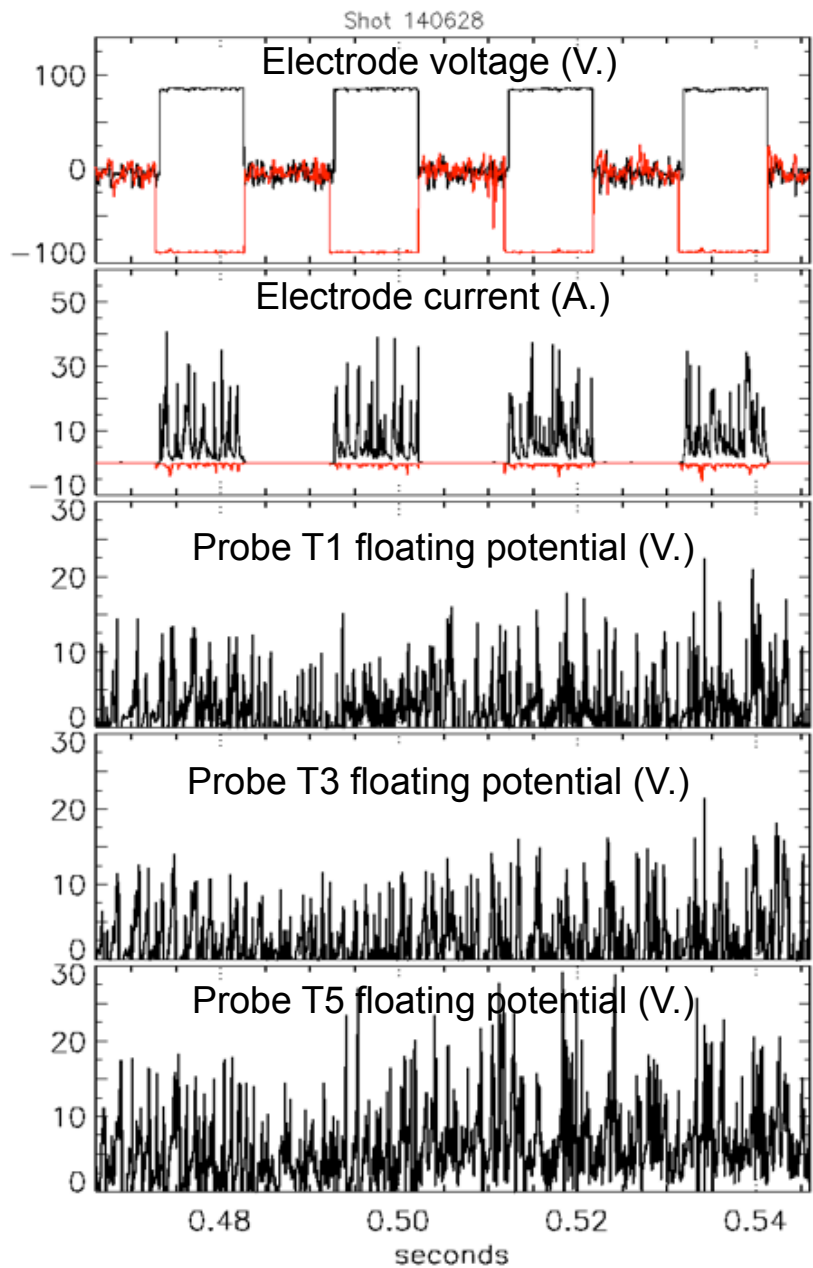 Shot 140628
Electrode voltage (V.)
100
0
−100
Electrode current (A.)
50
30
10
−10
Probe T1 floating potential (V.)
30
20
10
0
Probe T3 floating potential (V.)
30
20
10
0
Probe T5 floating potential (V.)
30
20
10
0
0.48 0.50 0.52 0.54
seconds